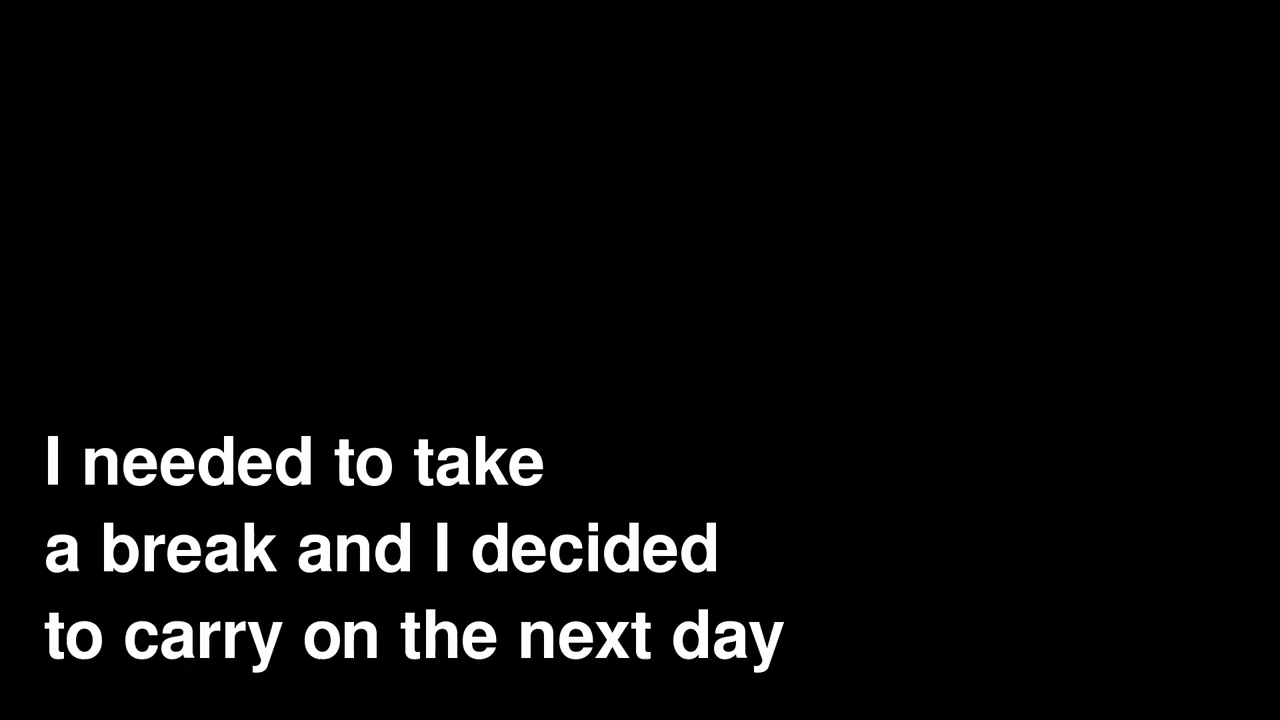 I needed to take
a break and I decided
to carry on the next day